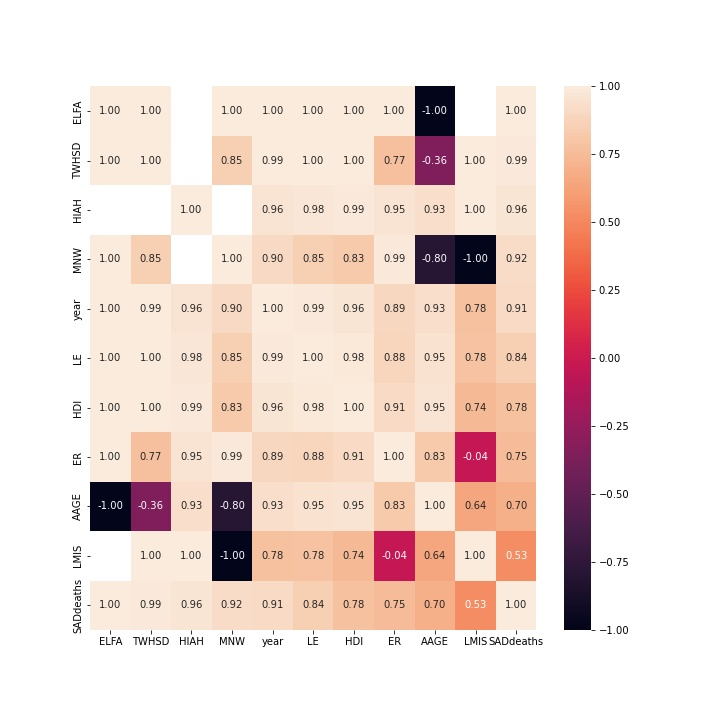 ELFA 1.00 1.00 1.00 1.00 1.00 1.00 1.00 -1.00 1.00
TWHSD 1.00 1.00 0.85 0.99 1.00 1.00 0.77 -0.36 1.00 0.99
HIAH 1.00 0.96 0.98 0.99 0.95 0.93 1.00 0.96
MNW 1.00 0.85 1.00 0.90 0.85 0.83 0.99 -0.80 -1.00 0.92
year 1.00 0.99 0.96 0.90 1.00 0.99 0.96 0.89 0.93 0.78 0.91
LE 1.00 1.00 0.98 0.85 0.99 1.00 0.98 0.88 0.95 0.78 0.84
HDI 1.00 1.00 0.99 0.83 0.96 0.98 1.00 0.91 0.95 0.74 0.78
ER 1.00 0.77 0.95 0.99 0.89 0.88 0.91 1.00 0.83 -0.04 0.75
AAGE -1.00 -0.36 0.93 -0.80 0.93 0.95 0.95 0.83 1.00 0.64 0.70
LMIS 1.00 1.00 -1.00 0.78 0.78 0.74 -0.04 0.64 1.00 0.53
SADdeaths 1.00 0.99 0.96 0.92 0.91 0.84 0.78 0.75 0.70 0.53 1.00
ELFA TWHSD HIAH MNW year LE HDI ER AAGE LMIS SADdeaths
1.00
0.75
0.50
0.25
0.00
−0.25
−0.50
−0.75
−1.00